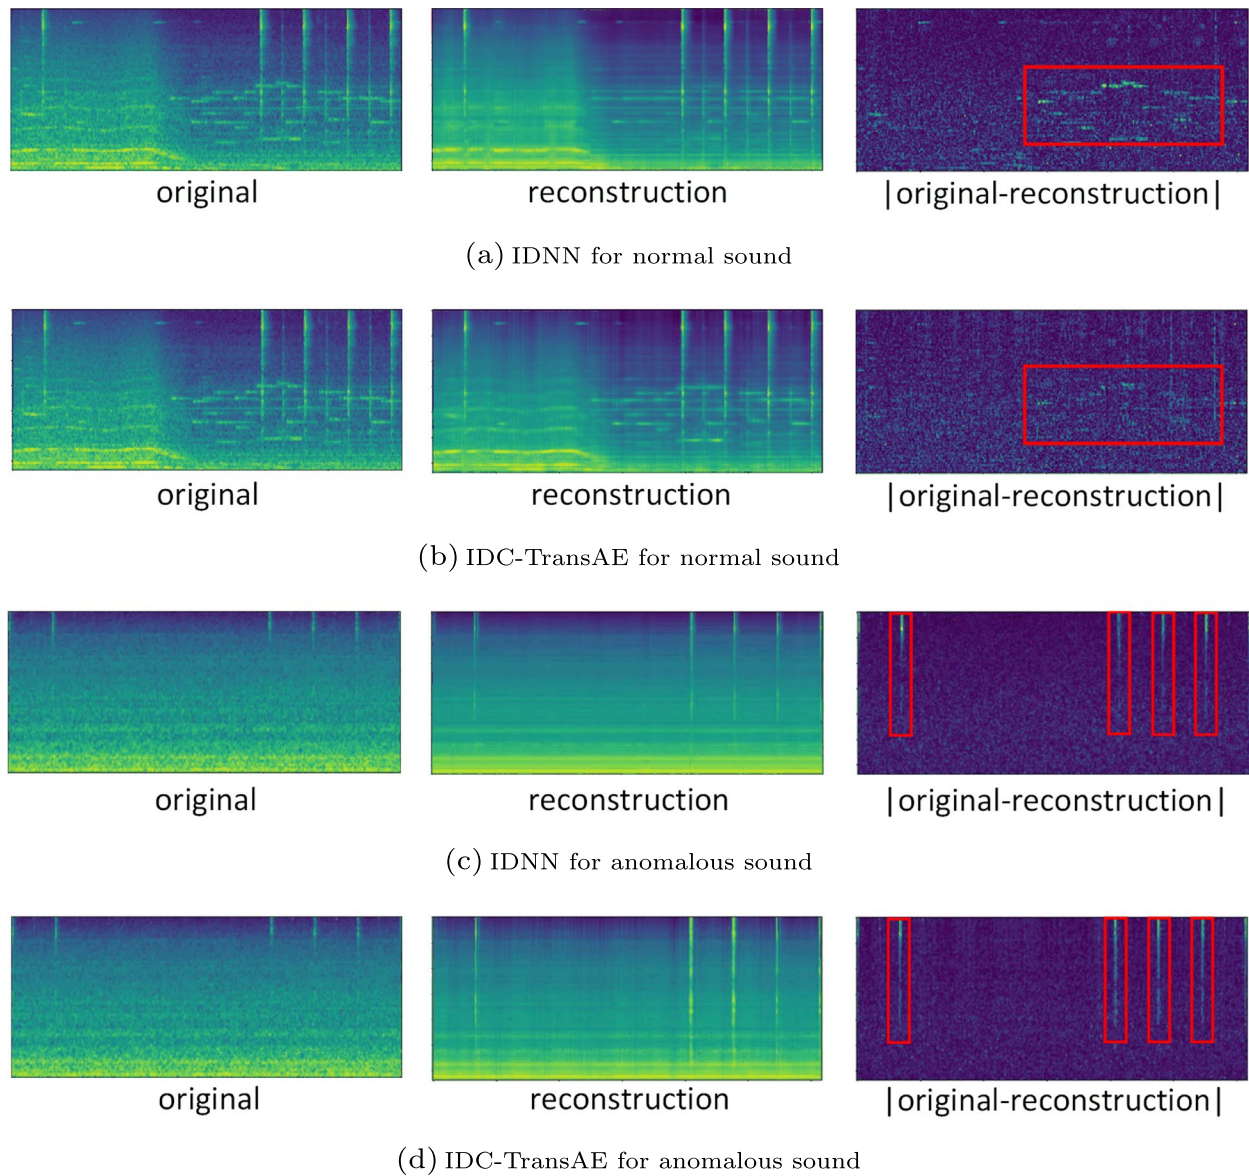 original reconstruction |original-reconstruction|
(a) IDNN for normal sound
original reconstruction |original-reconstruction|
(b) IDC-TransAE for normal sound
original reconstruction |original-reconstruction|
(c) IDNN for anomalous sound
original reconstruction |original-reconstruction|
(d) IDC-TransAE for anomalous sound